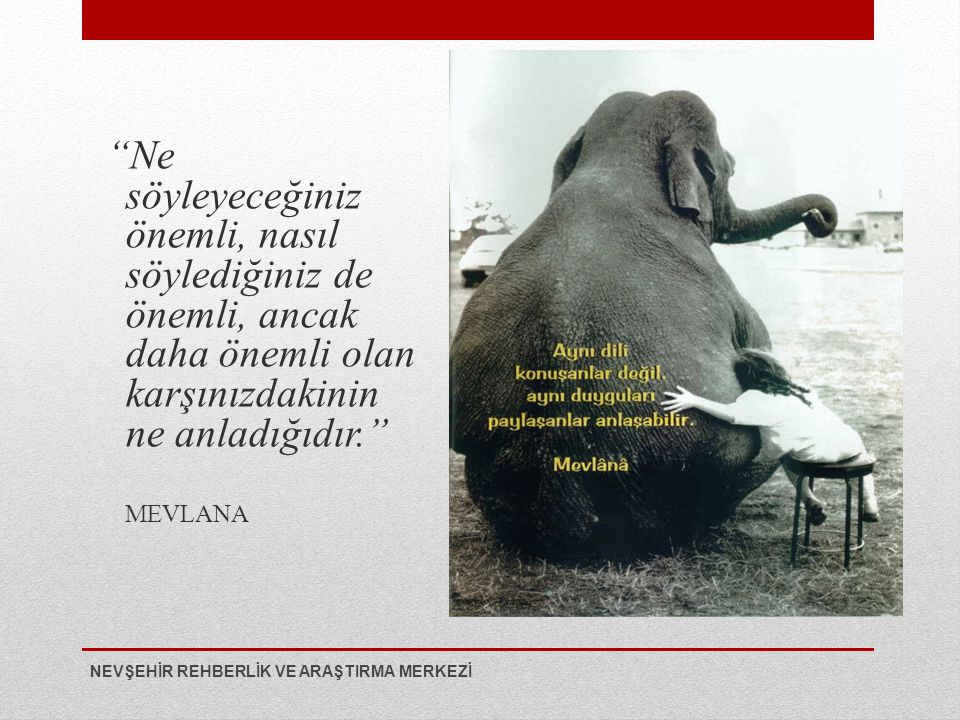 “Ne
söyleyeceğiniz
önemli, nasıl
söylediğiniz de
önemli, ancak
daha önemli olan
karşınızdakinin
ne anladığıdır.”
MEVLANA
Aynı dili
konuşanlar değil,
aynı duyguları
paylaşanlar anlaşabilir.
Mevlânâ
NEVŞEHİR REHBERLİK VE ARAŞTIRMA MERKEZİ